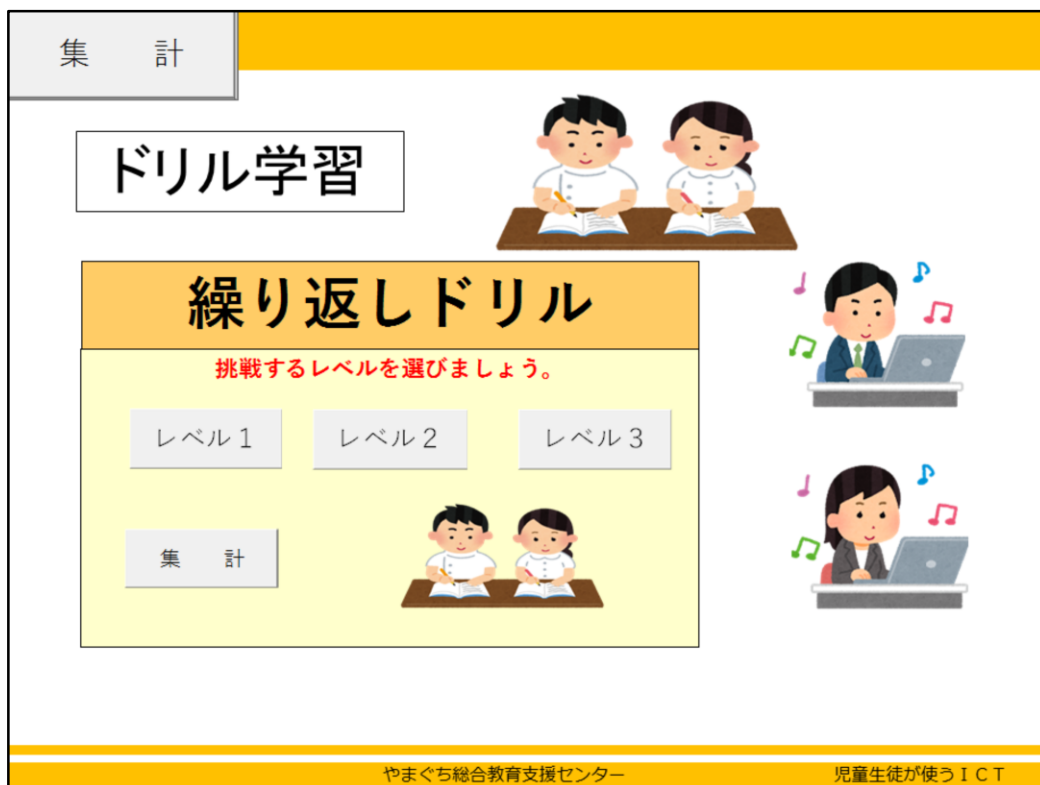 集　　計
ドリル学習
繰り返しドリル
挑戦するレベルを選びましょう。
レベル１
レベル２
レベル３
集　　計
やまぐち総合教育支援センター
児童生徒が使うＩＣＴ